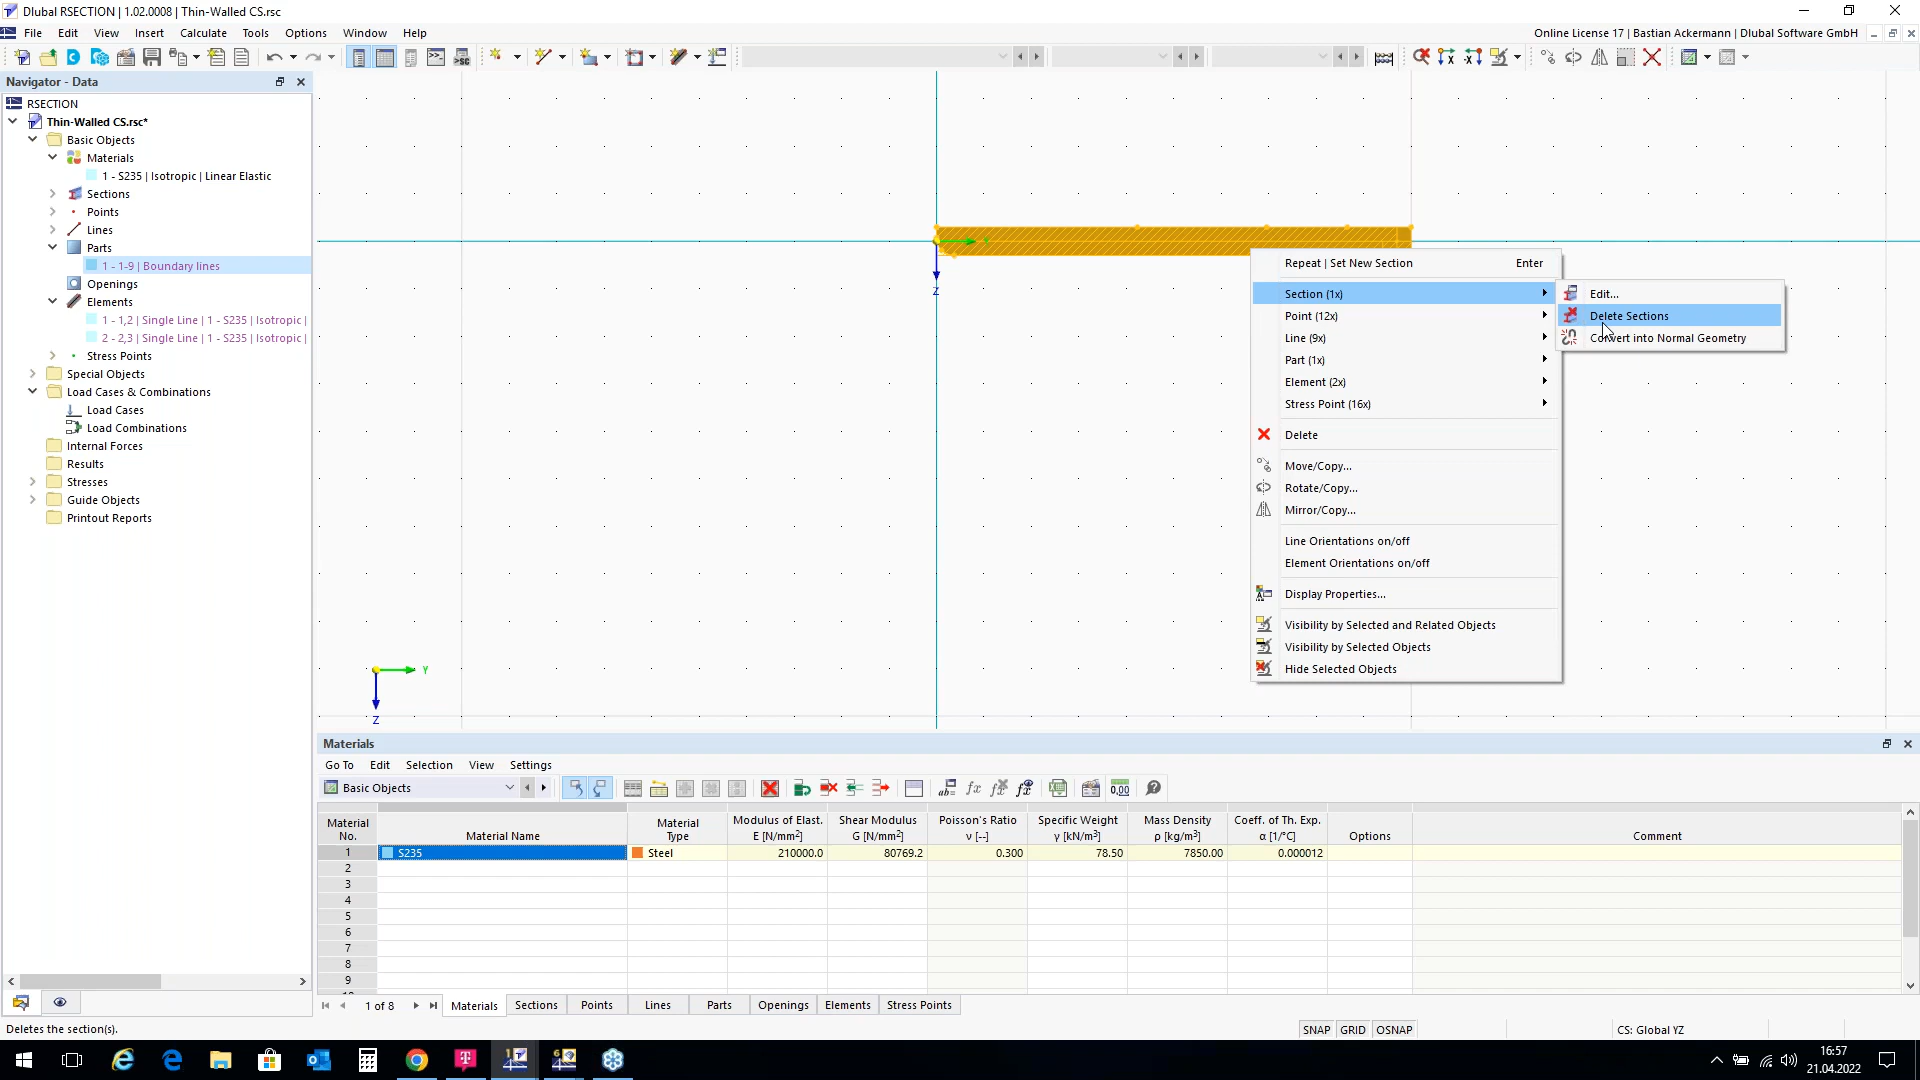 Dlubal RSECTION | 1.02.0008 | Thin-Walled CS.rsc
File Edit View Insert Calculate Tools Options Window Help
Online License 17 | Bastian Ackermann | Dlubal Software GmbH
Navigator - Data
RSECTION
Thin-Walled CS.rsc*
Basic Objects
Materials
1 - S235 | Isotropic | Linear Elastic
Sections
Points
Lines
Parts
1 - 1-9 | Boundary lines
Openings
Elements
1 - 1,2 | Single Line | 1 - S235 | Isotropic |
2 - 2,3 | Single Line | 1 - S235 | Isotropic |
Stress Points
Special Objects
Load Cases & Combinations
Load Cases
Load Combinations
Internal Forces
Results
Stresses
Guide Objects
Printout Reports
Y
Z
Y
Z
Repeat | Set New Section Enter
Section (1x)
Point (12x)
Line (9x)
Part (1x)
Element (2x)
Stress Point (16x)
Delete
Move/Copy...
Rotate/Copy...
Mirror/Copy...
Line Orientations on/off
Element Orientations on/off
Display Properties...
Visibility by Selected and Related Objects
Visibility by Selected Objects
Hide Selected Objects
Edit...
Delete Sections
Convert into Normal Geometry
Materials
Go To Edit Selection View Settings
Basic Objects
Material No. Material Name Material Type Modulus of Elast. E [N/mm²] Shear Modulus G [N/mm²] Poisson's Ratio ν [--] Specific Weight γ [kN/m³] Mass Density ρ [kg/m³] Coeff. of Th. Exp. α [1/°C] Options Comment
1 S235 Steel 210000.0 80769.2 0.300 78.50 7850.00 0.000012
2
3
4
5
6
7
8
9
1 of 8 Materials Sections Points Lines Parts Openings Elements Stress Points
Deletes the section(s).
SNAP GRID OSNAP CS: Global YZ
16:57
21.04.2022